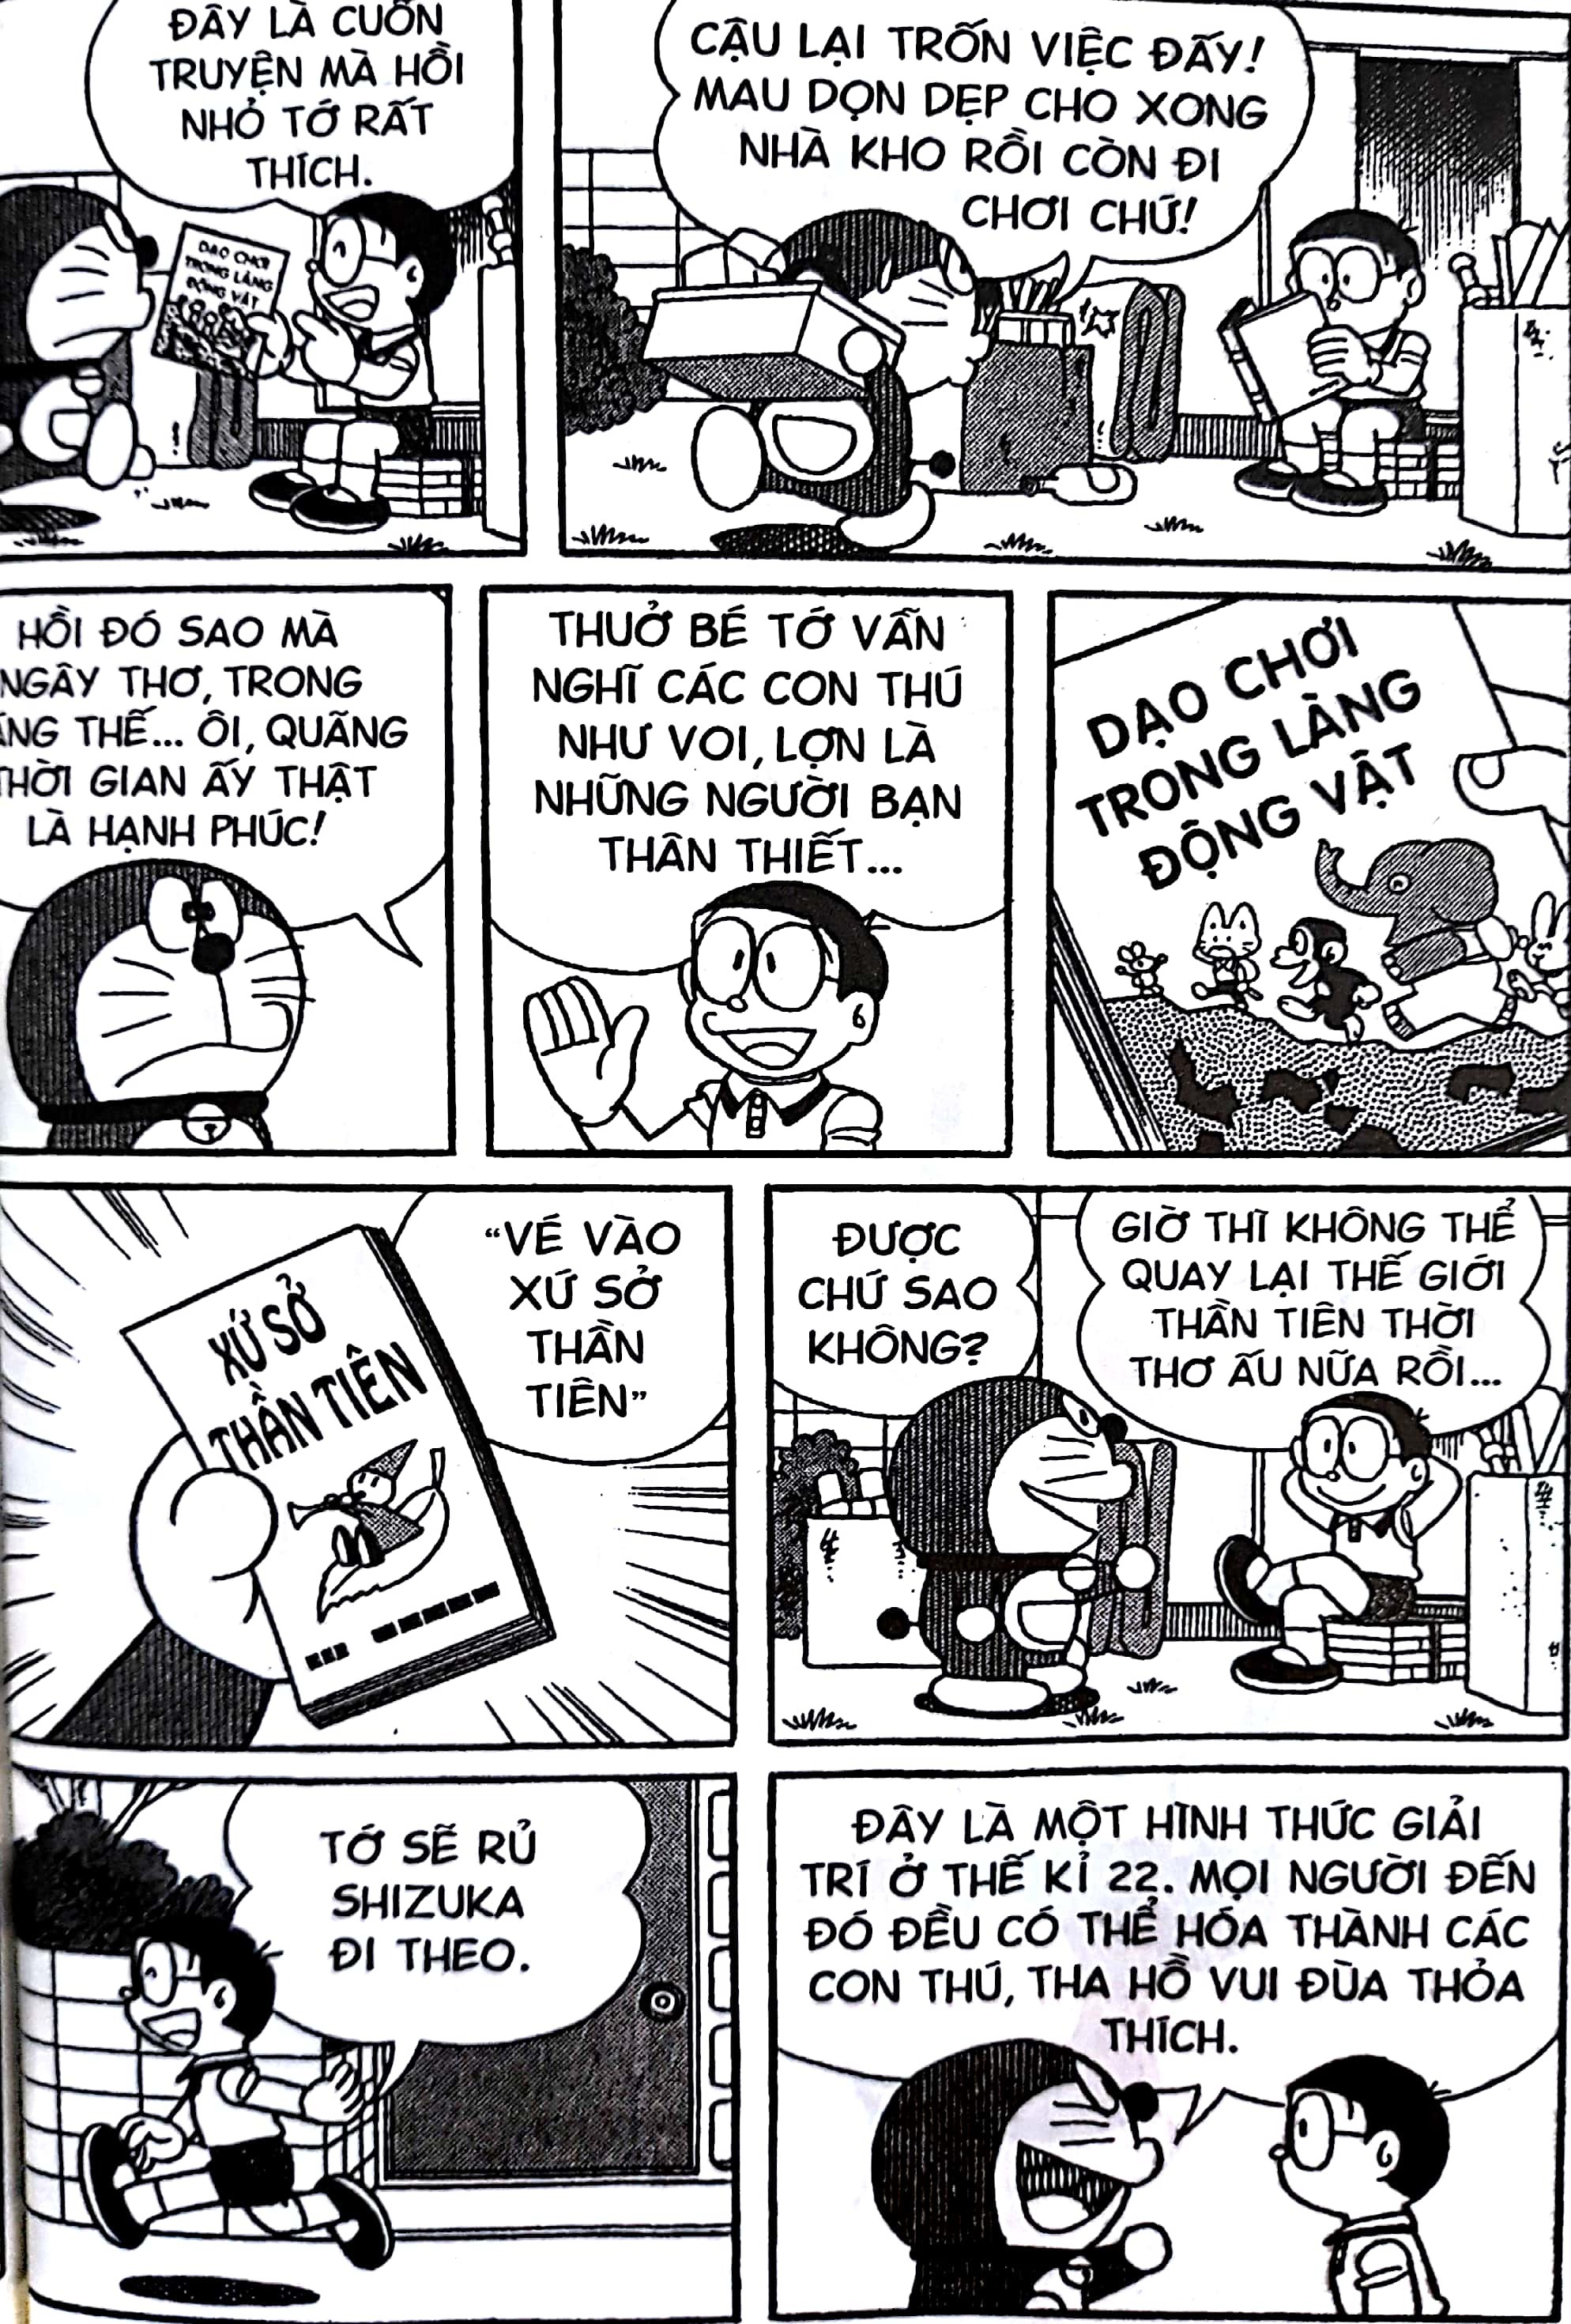 CẬU LẠI TRỐN VIỆC ĐẤY!
MAU DỌN DẸP CHO XONG
NHÀ KHO RỒI CÒN ĐI
CHƠI CHỨ!
ĐÂY LÀ CUỐN
TRUYỆN MÀ HỒI
NHỎ TỚ RẤT
THÍCH.
DẠO CHƠI
TRONG LÀNG
ĐỘNG VẬT
DẠO CHƠI
TRONG LÀNG
ĐỘNG VẬT
THUỞ BÉ TỚ VẪN
NGHĨ CÁC CON THÚ
NHƯ VOI, LỢN LÀ
NHỮNG NGƯỜI BẠN
THÂN THIẾT...
HỒI ĐÓ SAO MÀ
NGÂY THƠ, TRONG
THẾ... ÔI, QUÃNG
THỜI GIAN ẤY THẬT
LÀ HẠNH PHÚC!
GIỜ THÌ KHÔNG THỂ
QUAY LẠI THẾ GIỚI
THẦN TIÊN THỜI
THƠ ẤU NỮA RỒI...
ĐƯỢC
CHỨ SAO
KHÔNG?
"VÉ VÀO
XỨ SỞ
THẦN
TIÊN"
XỨ SỞ
THẦN TIÊN
ĐÂY LÀ MỘT HÌNH THỨC GIẢI
TRÍ Ở THẾ KỈ 22. MỌI NGƯỜI ĐẾN
ĐÓ ĐỀU CÓ THỂ HÓA THÀNH CÁC
CON THÚ, THA HỒ VUI ĐÙA THỎA
THÍCH.
TỚ SẼ RỦ
SHIZUKA
ĐI THEO.